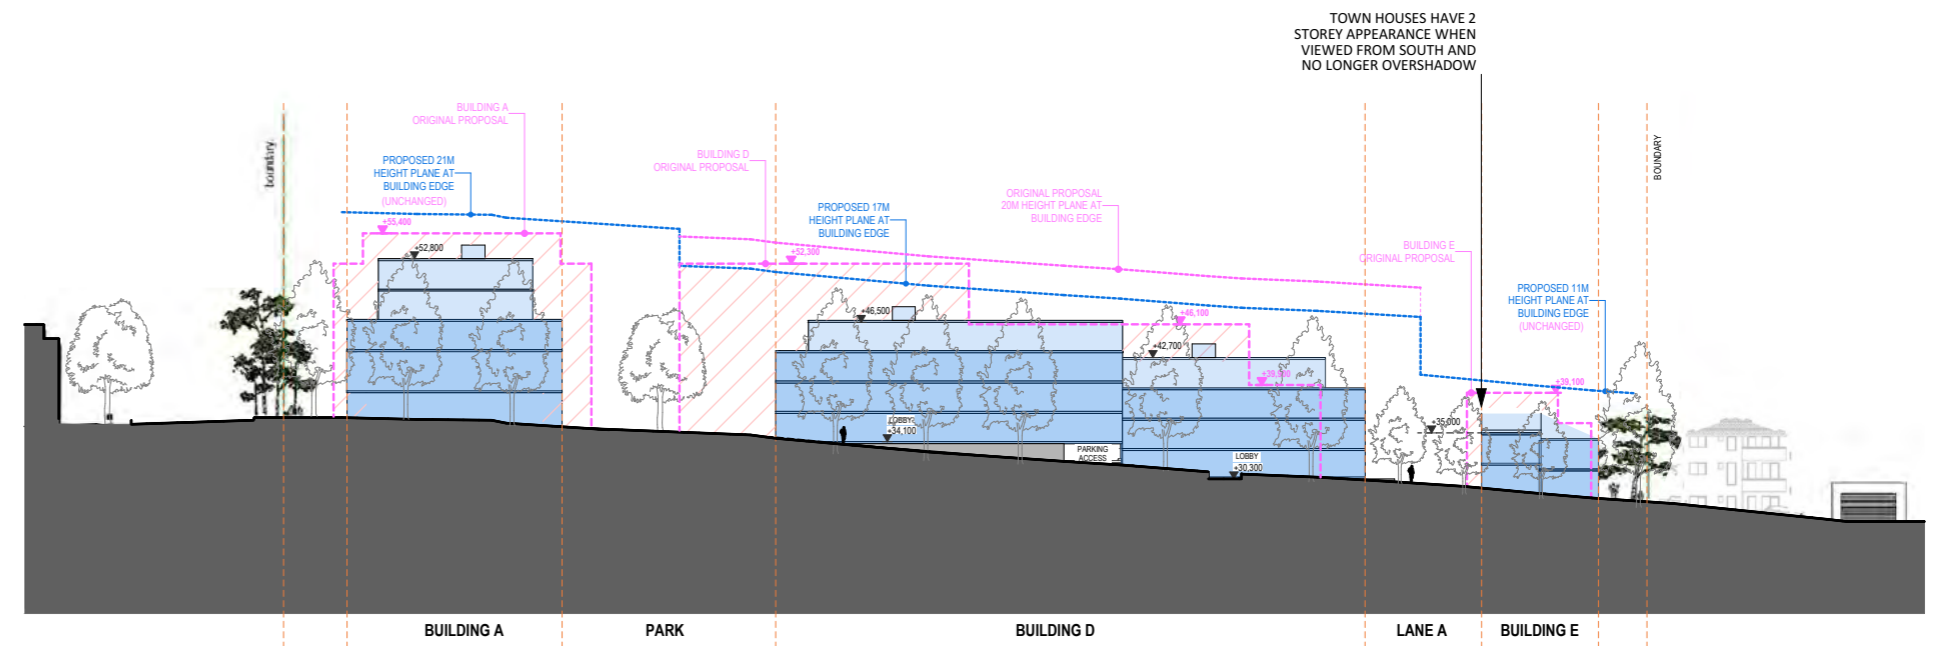 TOWN HOUSES HAVE 2
STOREY APPEARANCE WHEN
VIEWED FROM SOUTH AND
NO LONGER OVERSHADOW
BUILDING A
ORIGINAL PROPOSAL
boundary
PROPOSED 21M
HEIGHT PLANE AT
BUILDING EDGE
(UNCHANGED)
BUILDING D
ORIGINAL PROPOSAL
ORIGINAL PROPOSAL
20M HEIGHT PLANE AT
BUILDING EDGE
PROPOSED 17M
HEIGHT PLANE AT
BUILDING EDGE
BUILDING E
ORIGINAL PROPOSAL
BOUNDARY
PROPOSED 11M
HEIGHT PLANE AT
BUILDING EDGE
(UNCHANGED)
+55,400
+52,800
+52,300
+46,500
+46,100
+42,700
+39,900
+39,100
+35,000
LOBBY
+34,100
PARKING
ACCESS
LOBBY
+30,300
BUILDING A
PARK
BUILDING D
LANE A
BUILDING E